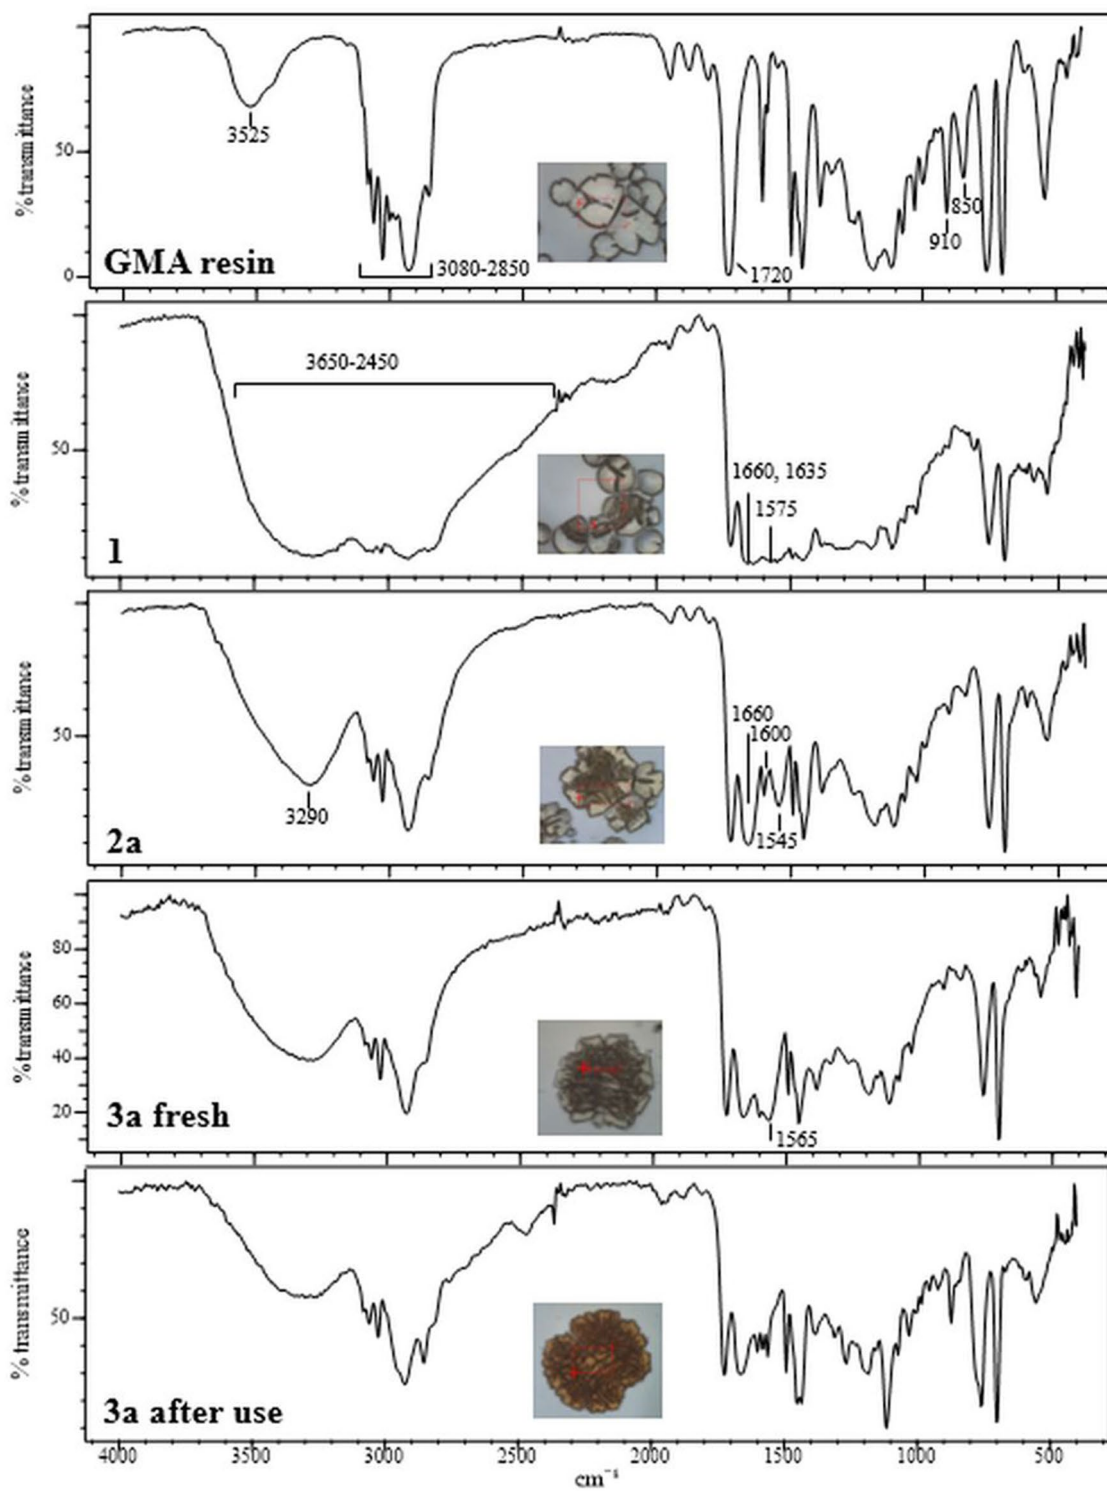 % transmittance
50
0
3525
3080-2850
1720
850
910
GMA resin
% transmittance
50
3650-2450
1660, 1635
1575
1
% transmittance
50
3290
1660
1600
1545
2a
% transmittance
80
60
40
20
1565
3a fresh
% transmittance
50
3a after use
4000 3500 3000 2500 2000 1500 1000 500
cm⁻¹